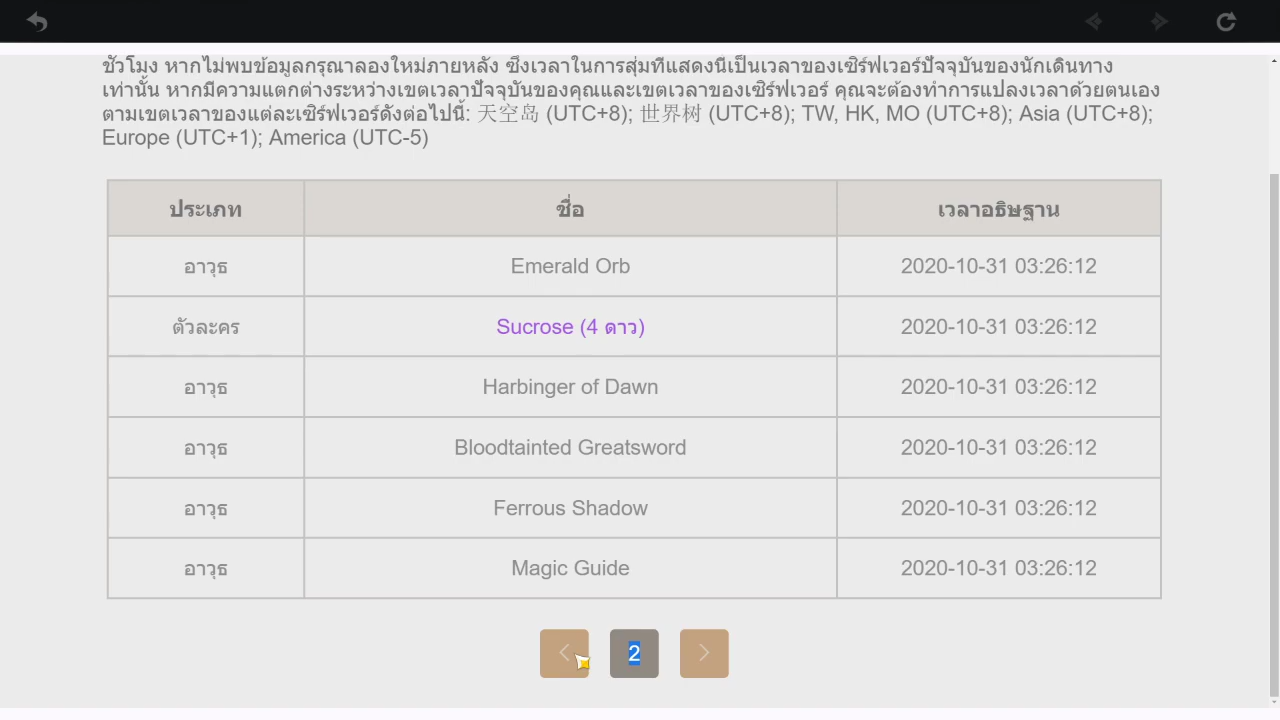 ชั่วโมง หากไม่พบข้อมูลกรุณาลองใหม่ภายหลัง ซึ่งเวลาในการสุ่มที่แสดงนี้เป็นเวลาของเซิร์ฟเวอร์ปัจจุบันของนักเดินทาง
เท่านั้น หากมีความแตกต่างระหว่างเขตเวลาปัจจุบันของคุณและเขตเวลาของเซิร์ฟเวอร์ คุณจะต้องทำการแปลงเวลาด้วยตนเอง
ตามเขตเวลาของแต่ละเซิร์ฟเวอร์ดังต่อไปนี้: 天空岛 (UTC+8); 世界树 (UTC+8); TW, HK, MO (UTC+8); Asia (UTC+8);
Europe (UTC+1); America (UTC-5)
ประเภท ชื่อ เวลาอธิษฐาน
อาวุธ Emerald Orb 2020-10-31 03:26:12
ตัวละคร Sucrose (4 ดาว) 2020-10-31 03:26:12
อาวุธ Harbinger of Dawn 2020-10-31 03:26:12
อาวุธ Bloodtainted Greatsword 2020-10-31 03:26:12
อาวุธ Ferrous Shadow 2020-10-31 03:26:12
อาวุธ Magic Guide 2020-10-31 03:26:12
2